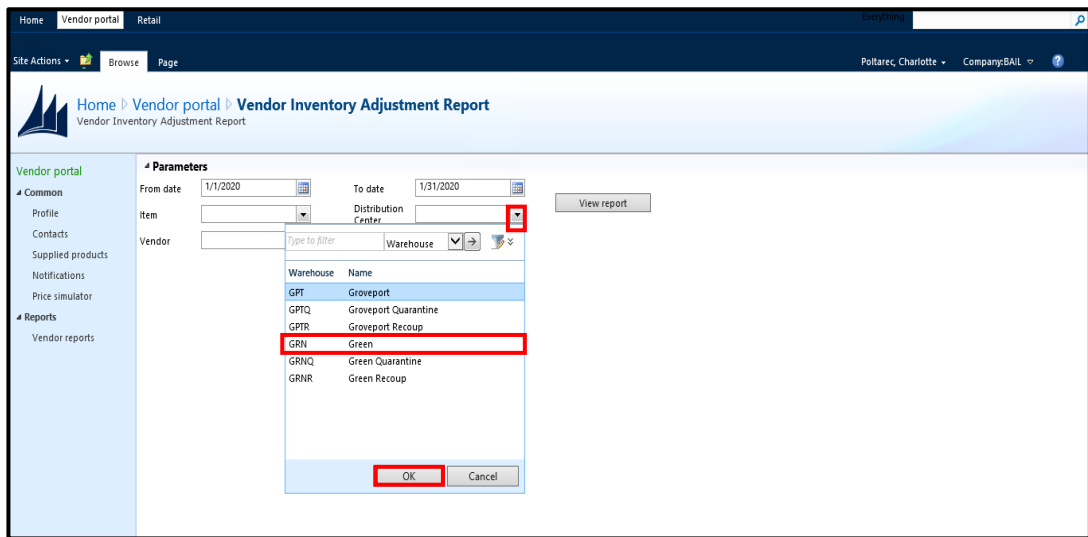 Home Vendor portal Retail Everything
Site Actions Browse Page Poltarec, Charlotte Company:BAIL
Home Vendor portal Vendor Inventory Adjustment Report
Vendor Inventory Adjustment Report
Vendor portal
Common
Profile
Contacts
Supplied products
Notifications
Price simulator
Reports
Vendor reports
Parameters
From date 1/1/2020 To date 1/31/2020
Item Distribution Center View report
Vendor
Type to filter Warehouse
Warehouse Name
GPT Groveport
GPTQ Groveport Quarantine
GPTR Groveport Recoup
GRN Green
GRNQ Green Quarantine
GRNR Green Recoup
OK Cancel